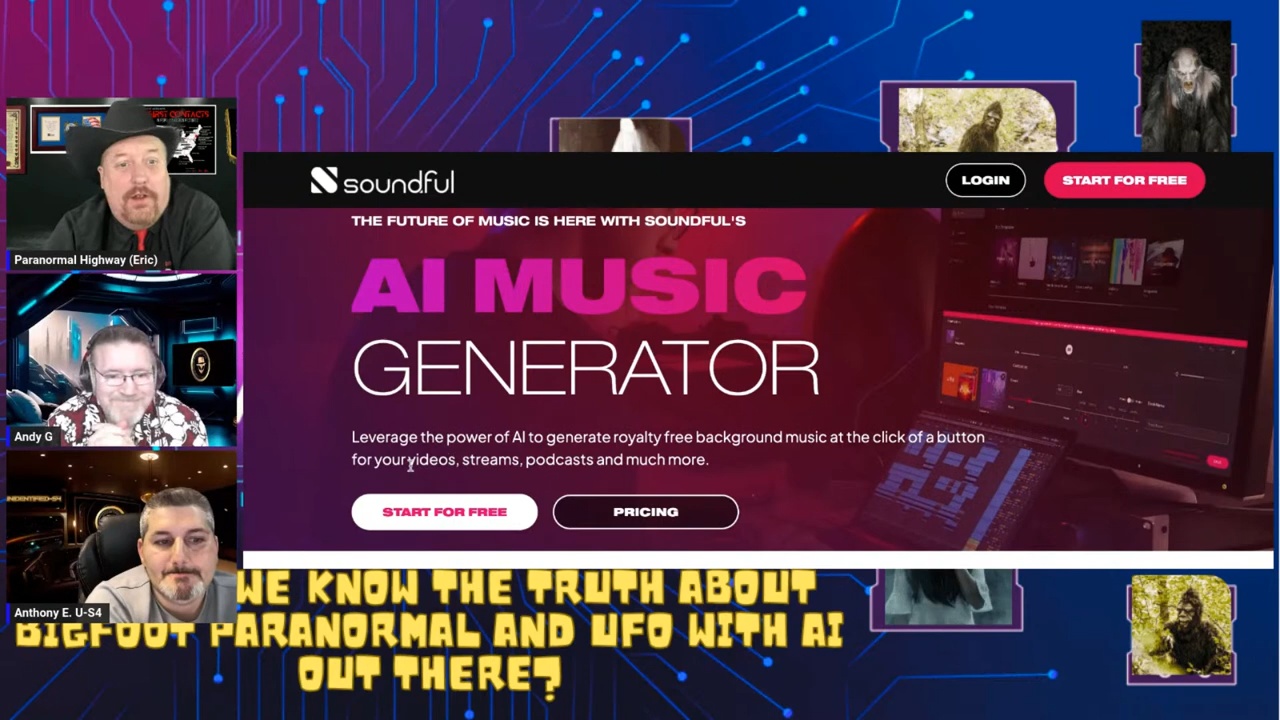 soundful
LOGIN
START FOR FREE
THE FUTURE OF MUSIC IS HERE WITH SOUNDFUL'S
AI MUSIC
GENERATOR
Leverage the power of AI to generate royalty free background music at the click of a button
for your videos, streams, podcasts and much more.
START FOR FREE
PRICING
Paranormal Highway (Eric)
Andy G
Anthony E. U-S4
WE KNOW THE TRUTH ABOUT
BIGFOOT PARANORMAL AND UFO WITH AI
OUT THERE?